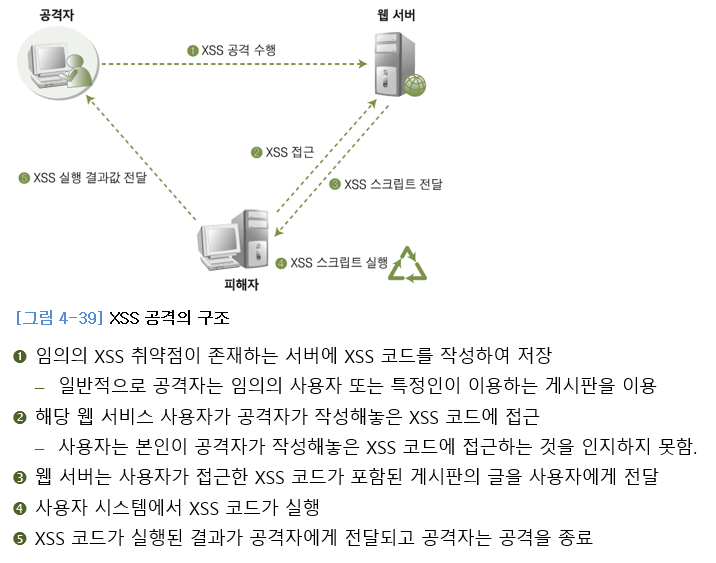 공격자
웹 서버
❶ XSS 공격 수행
❷ XSS 접근
❺ XSS 실행 결과값 전달
❸ XSS 스크립트 전달
❹ XSS 스크립트 실행
피해자
[그림 4-39] XSS 공격의 구조
❶ 임의의 XSS 취약점이 존재하는 서버에 XSS 코드를 작성하여 저장
– 일반적으로 공격자는 임의의 사용자 또는 특정인이 이용하는 게시판을 이용
❷ 해당 웹 서비스 사용자가 공격자가 작성해놓은 XSS 코드에 접근
– 사용자는 본인이 공격자가 작성해놓은 XSS 코드에 접근하는 것을 인지하지 못함.
❸ 웹 서버는 사용자가 접근한 XSS 코드가 포함된 게시판의 글을 사용자에게 전달
❹ 사용자 시스템에서 XSS 코드가 실행
❺ XSS 코드가 실행된 결과가 공격자에게 전달되고 공격자는 공격을 종료